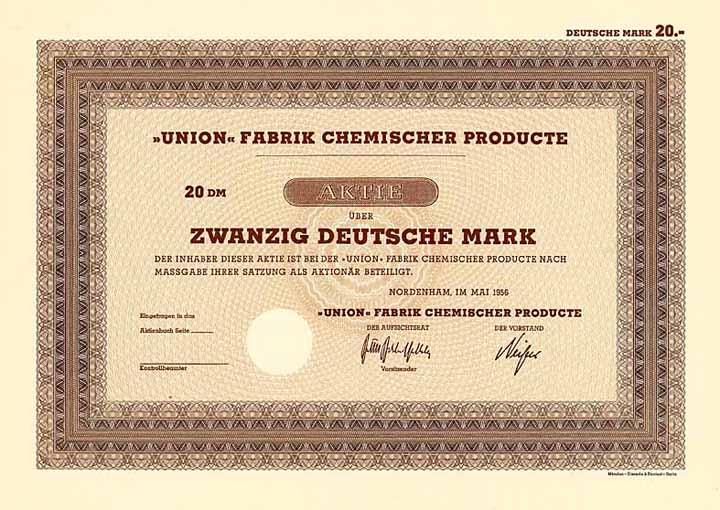 DEUTSCHE MARK 20.-
»UNION« FABRIK CHEMISCHER PRODUCTE
20 DM
AKTIE
ÜBER
ZWANZIG DEUTSCHE MARK
DER INHABER DIESER AKTIE IST BEI DER »UNION« FABRIK CHEMISCHER PRODUCTE NACH
MASSGABE IHRER SATZUNG ALS AKTIONÄR BETEILIGT.
NORDENHAM, IM MAI 1956
»UNION« FABRIK CHEMISCHER PRODUCTE
Eingetragen in das
Aktienbuch Seite
DER AUFSICHTSRAT
DER VORSTAND
Kontrollbeamter
Vorsitzender